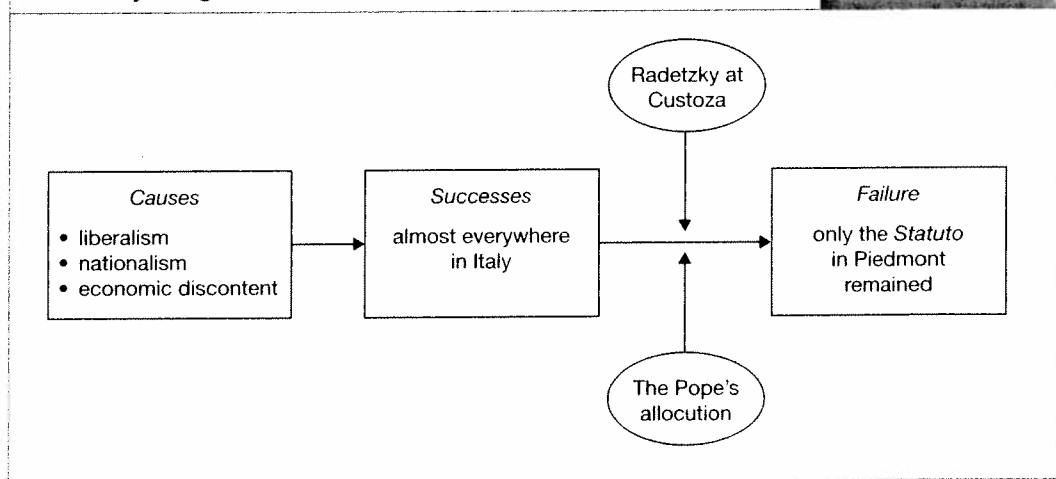 Radetzky at
Custoza
Causes
• liberalism
• nationalism
• economic discontent
Successes
almost everywhere
in Italy
Failure
only the Statuto
in Piedmont
remained
The Pope's
allocution